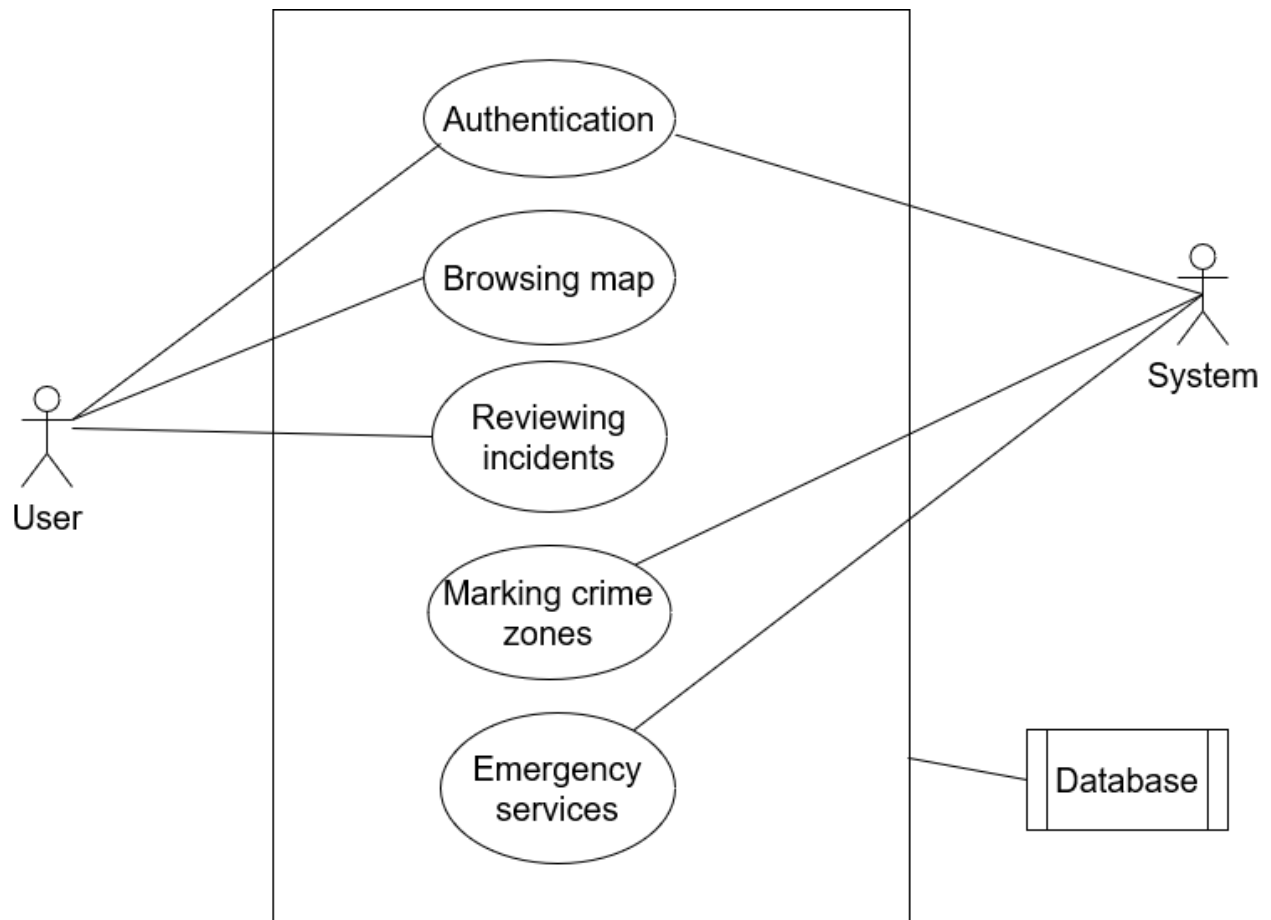 Authentication
Browsing map
Reviewing
incidents
Marking crime
zones
Emergency
services
User
System
Database